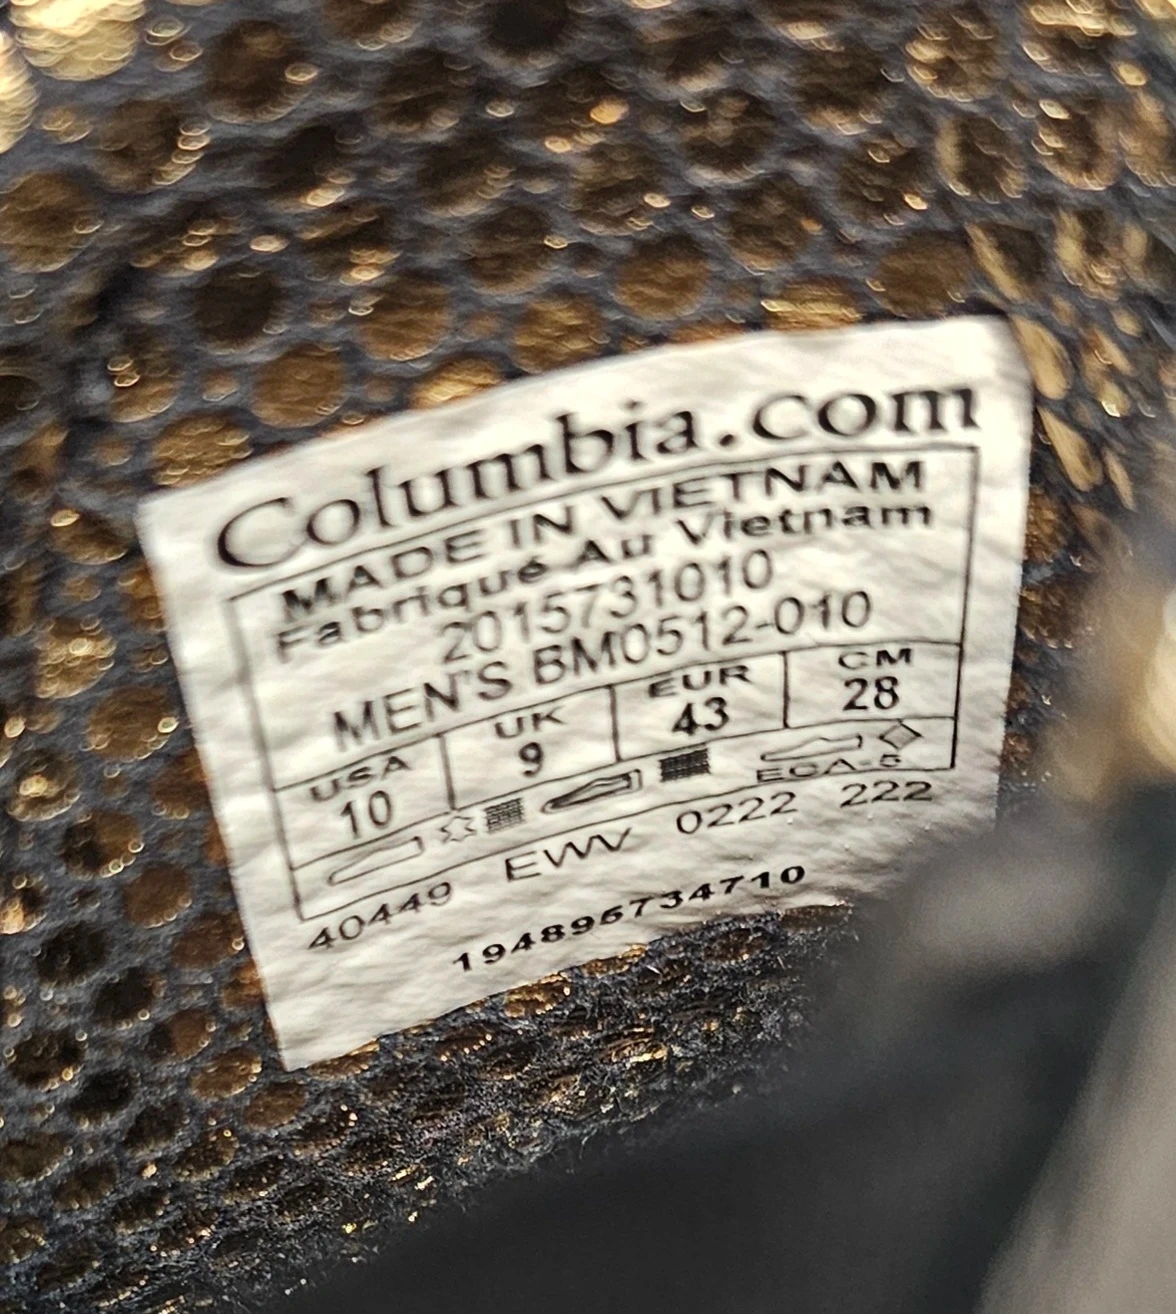 Columbia.com
MADE IN VIETNAM
Fabriqué Au Vietnam
2015731010
MEN'S BM0512-010
USA UK EUR CM
10 9 43 28
ECA-5
40449 EWV 0222 222
194896734710